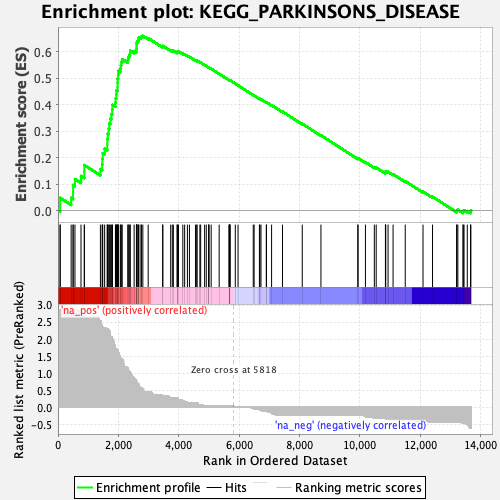 Enrichment plot: KEGG_PARKINSONS_DISEASE
Enrichment score (ES)
0.6
0.5
0.4
0.3
0.2
0.1
0.0
Ranked list metric (PreRanked)
3.0
2.5
2.0
1.5
1.0
0.5
0.0
-0.5
'na_pos' (positively correlated)
Zero cross at 5818
'na_neg' (negatively correlated)
0 2,000 4,000 6,000 8,000 10,000 12,000 14,000
Rank in Ordered Dataset
Enrichment profile Hits Ranking metric scores